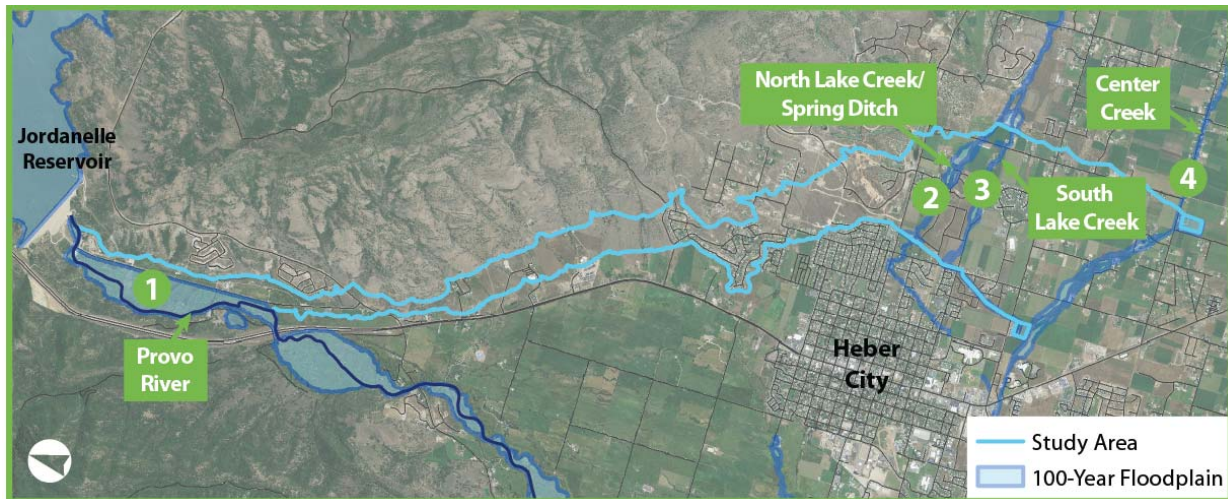 Jordanelle
Reservoir
1
Provo
River
North Lake Creek/
Spring Ditch
2
3
South
Lake Creek
Center
Creek
4
Heber
City
Study Area
100-Year Floodplain